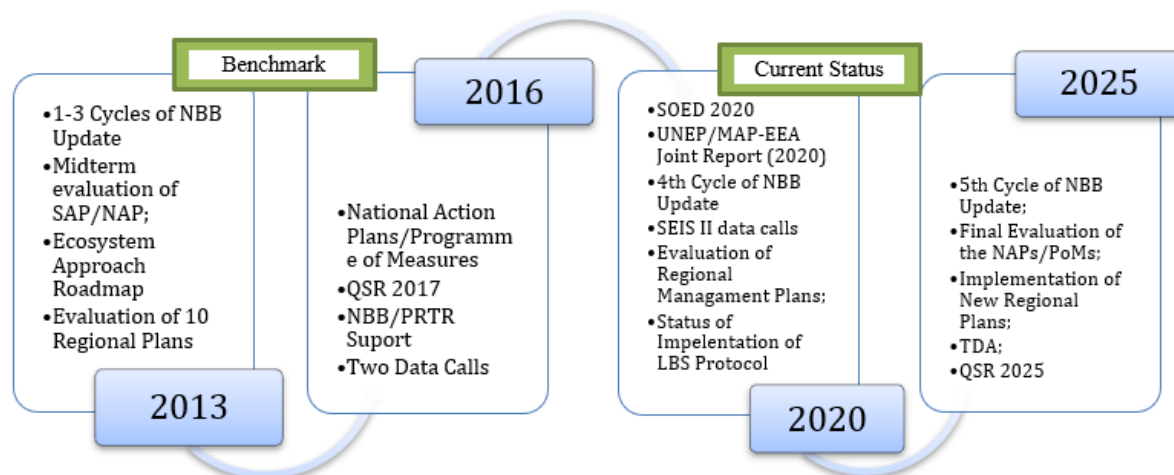 Benchmark
•1-3 Cycles of NBB
Update
•Midterm
evaluation of
SAP/NAP;
•Ecosystem
Approach
Roadmap
•Evaluation of 10
Regional Plans
2013
2016
•National Action
Plans/Programm
e of Measures
•QSR 2017
•NBB/PRTR
Suport
•Two Data Calls
Current Status
•SOED 2020
•UNEP/MAP-EEA
Joint Report (2020)
•4th Cycle of NBB
Update
•SEIS II data calls
•Evaluation of
Regional
Managament Plans;
•Status of
Impelentation of
LBS Protocol
2020
2025
•5th Cycle of NBB
Update;
•Final Evaluation of
the NAPs/PoMs;
•Implementation of
New Regional
Plans;
•TDA;
•QSR 2025